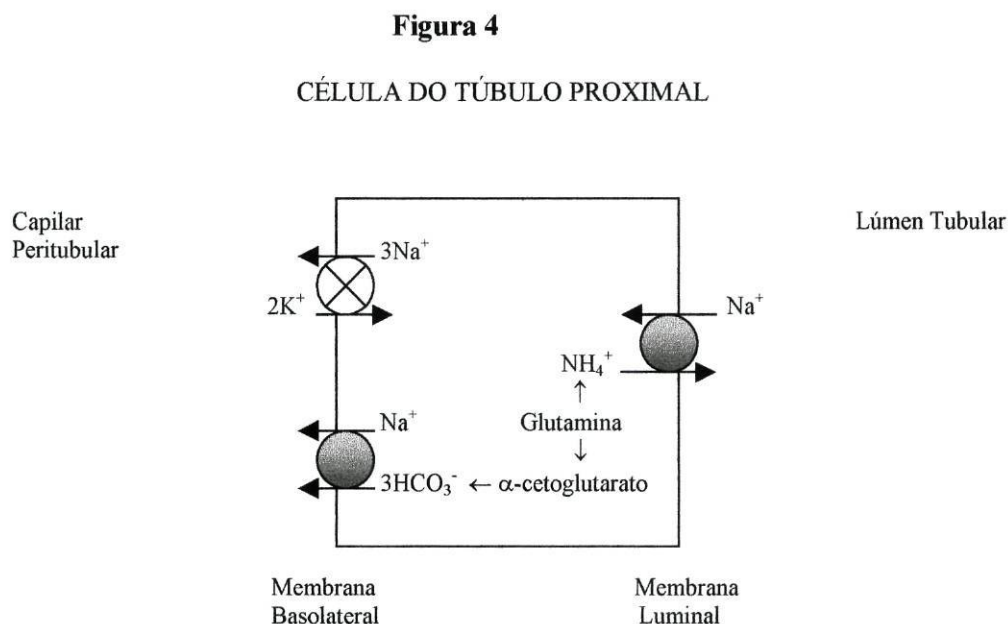 Figura 4
CÉLULA DO TÚBULO PROXIMAL
Capilar
Peritubular
Lúmen Tubular
3Na⁺
2K⁺
Na⁺
NH₄⁺
↑
Na⁺
Glutamina
↓
3HCO₃⁻ ← α-cetoglutarato
Membrana
Basolateral
Membrana
Luminal